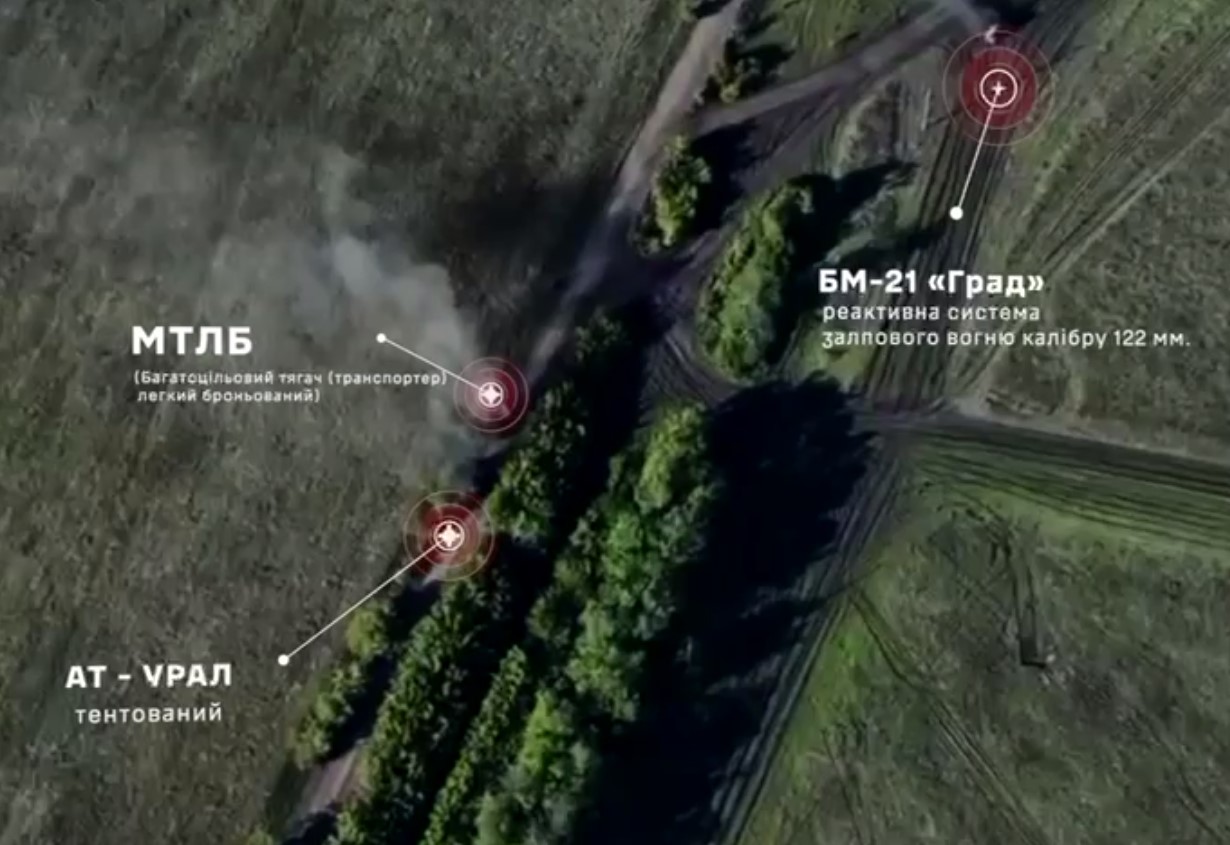 БМ-21 «Град»
реактивна система
залпового вогню калібру 122 мм.
МТЛБ
(Багатоцільовий тягач (транспортер)
легкий броньований)
АТ - УРАЛ
тентований